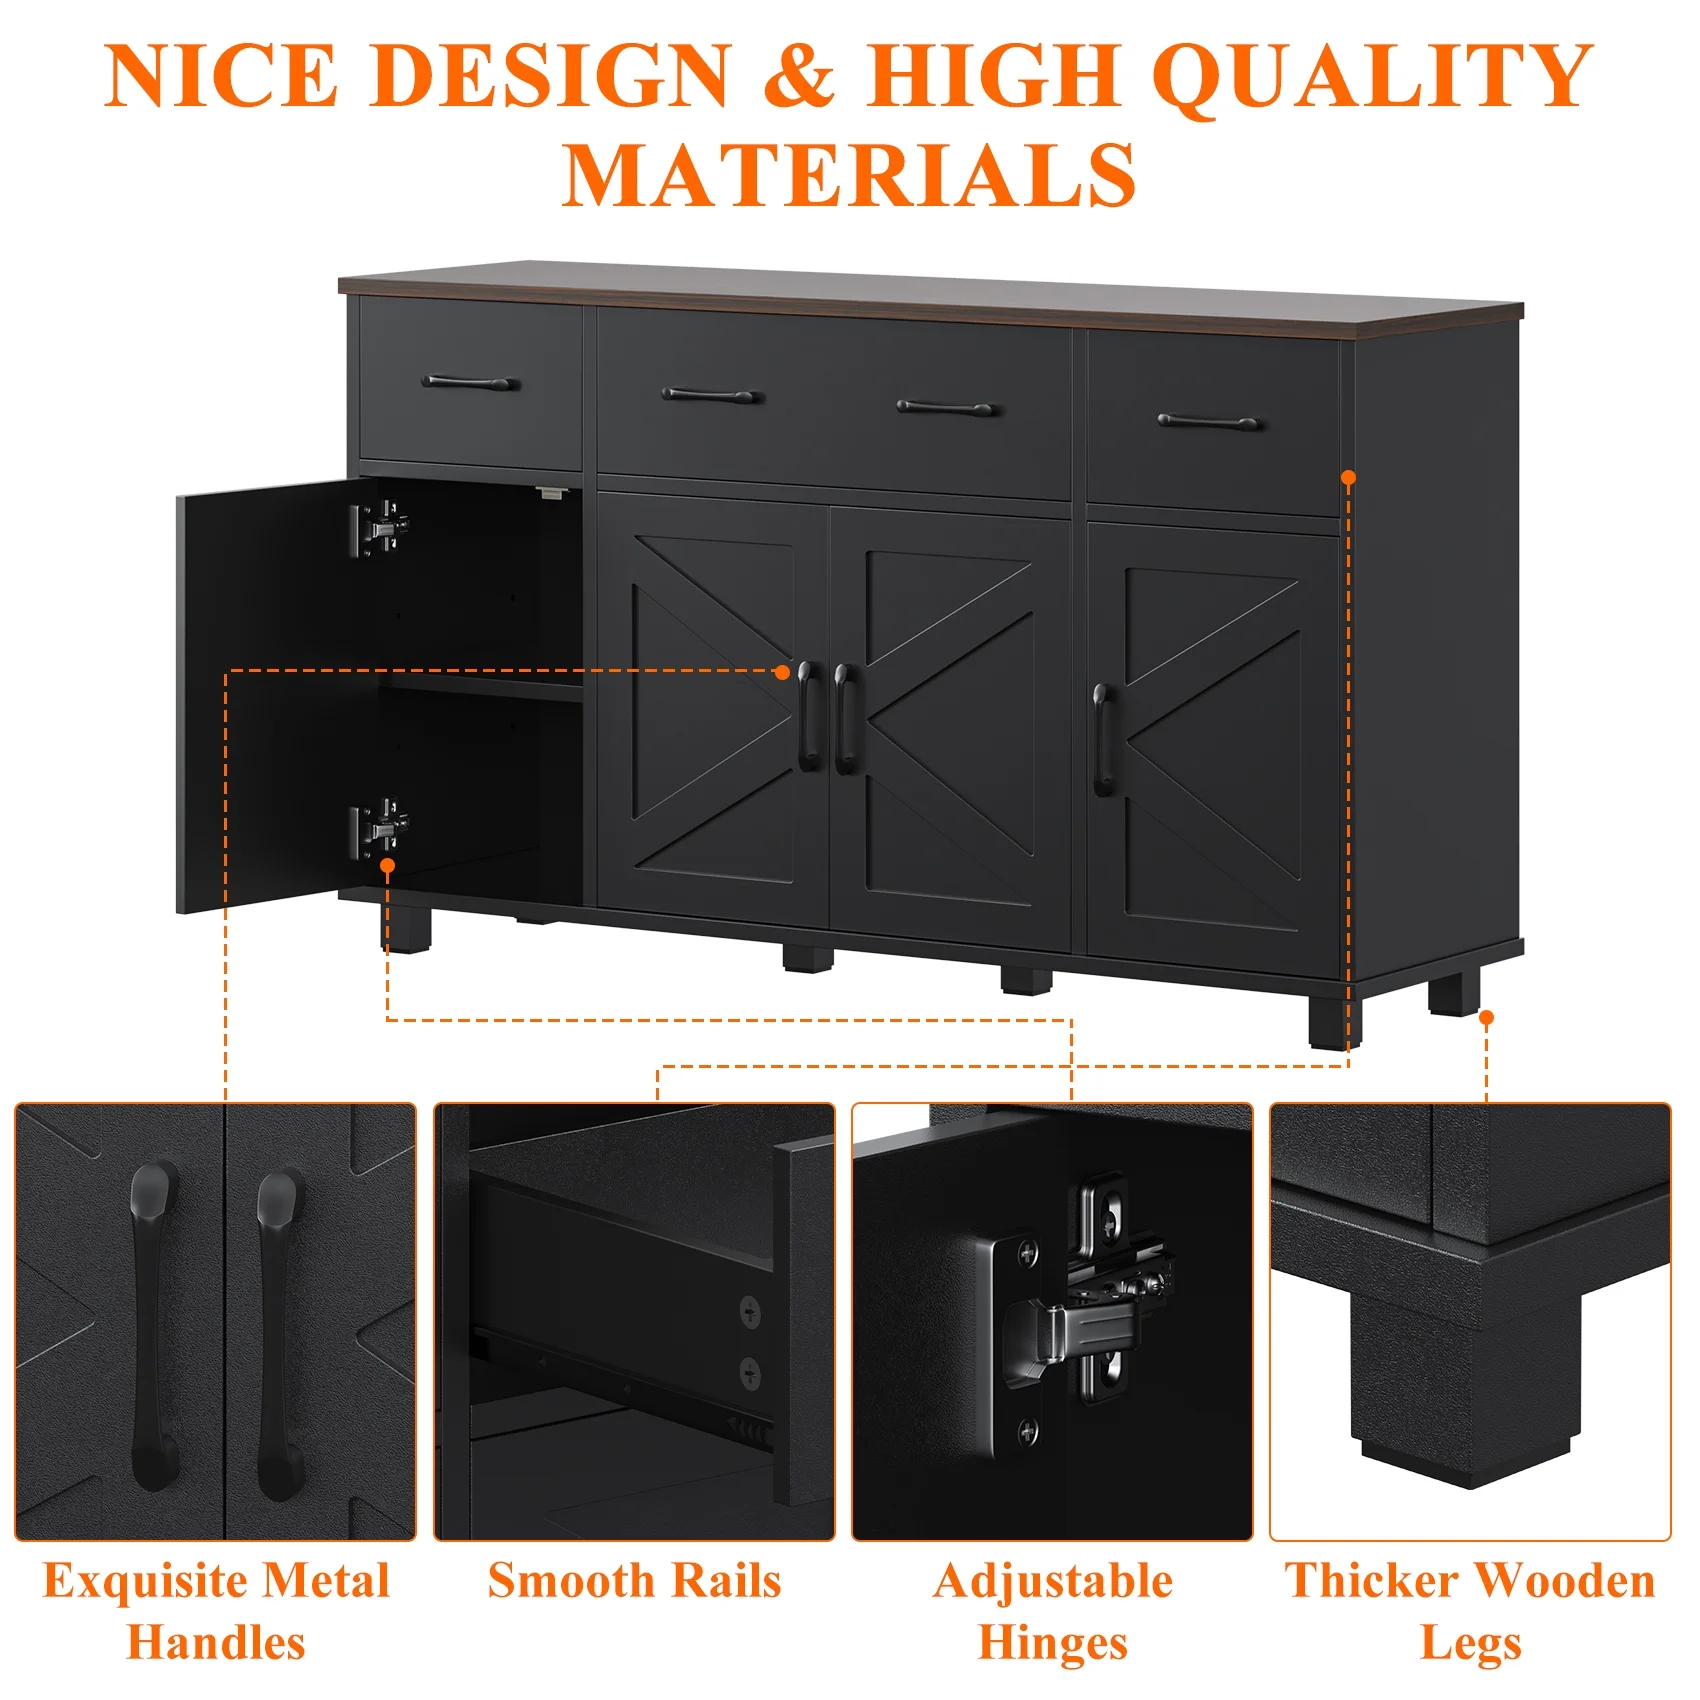 NICE DESIGN & HIGH QUALITY
MATERIALS
Exquisite Metal
Handles
Smooth Rails
Adjustable
Hinges
Thicker Wooden
Legs